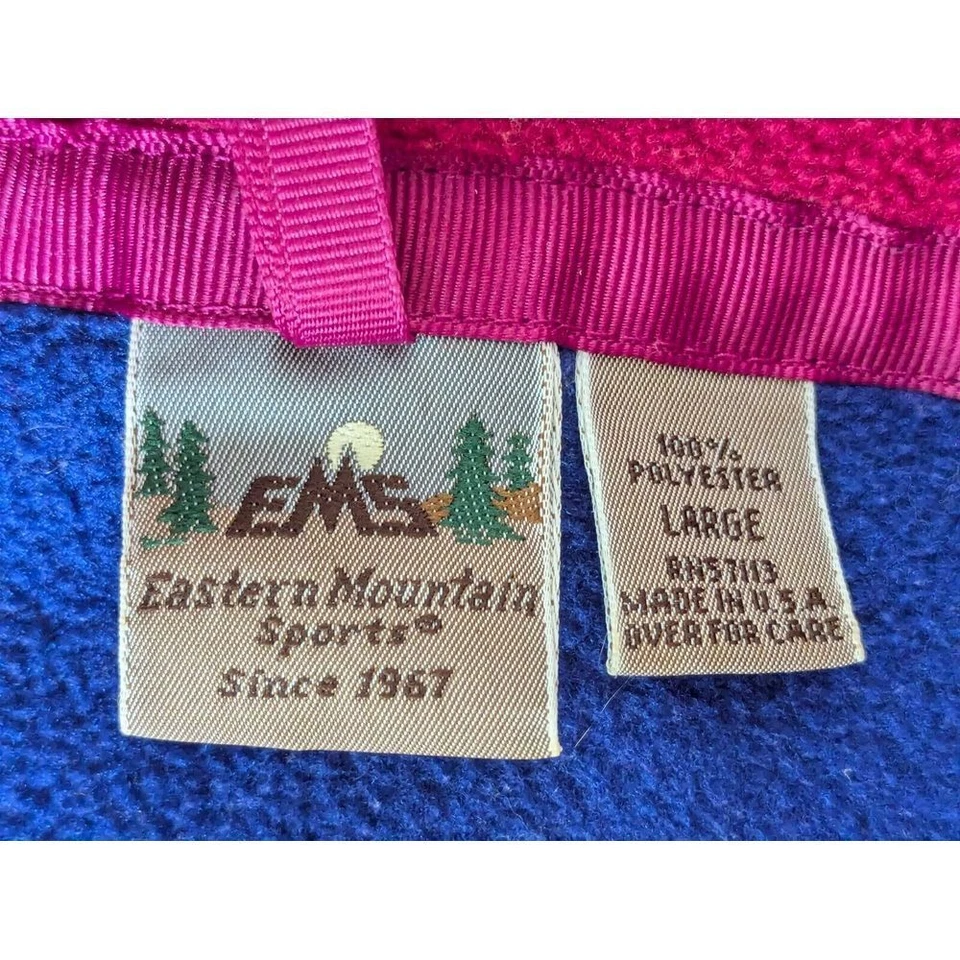 EMS
Eastern Mountain
Sports®
Since 1967
100%
POLYESTER
LARGE
RN57113
MADE IN U.S.A.
OVER FOR CARE